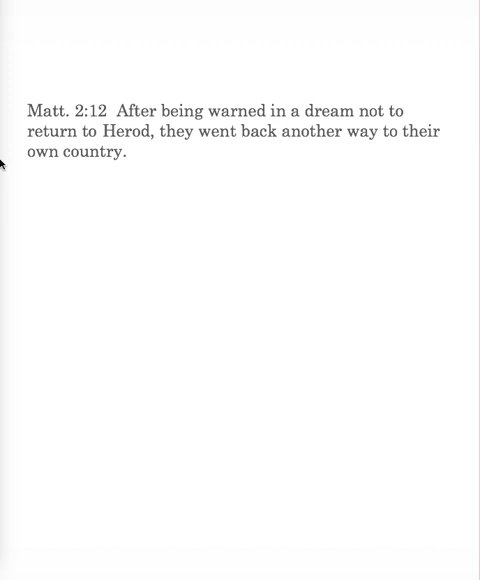 Matt. 2:12  After being warned in a dream not to
return to Herod, they went back another way to their
own country.